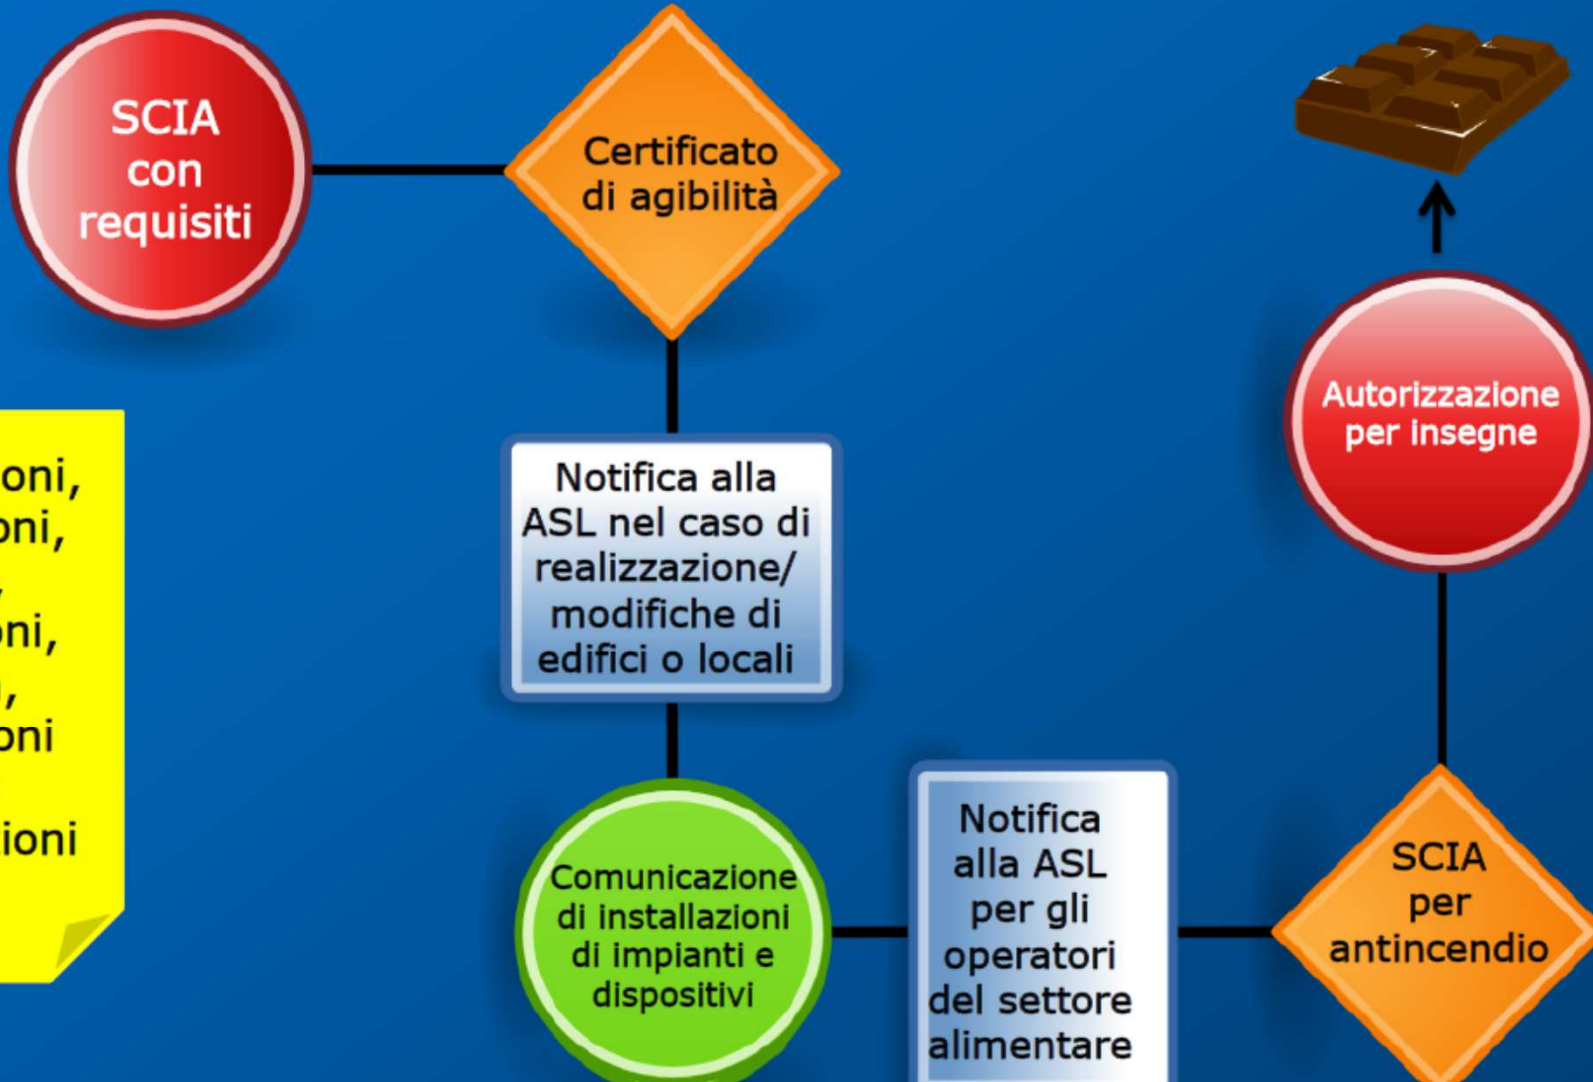 SCIA
con
requisiti
Certificato
di agibilità
Notifica alla
ASL nel caso di
realizzazione/
modifiche di
edifici o locali
Comunicazione
di installazioni
di impianti e
dispositivi
Notifica
alla ASL
per gli
operatori
del settore
alimentare
SCIA
per
antincendio
Autorizzazione
per insegne